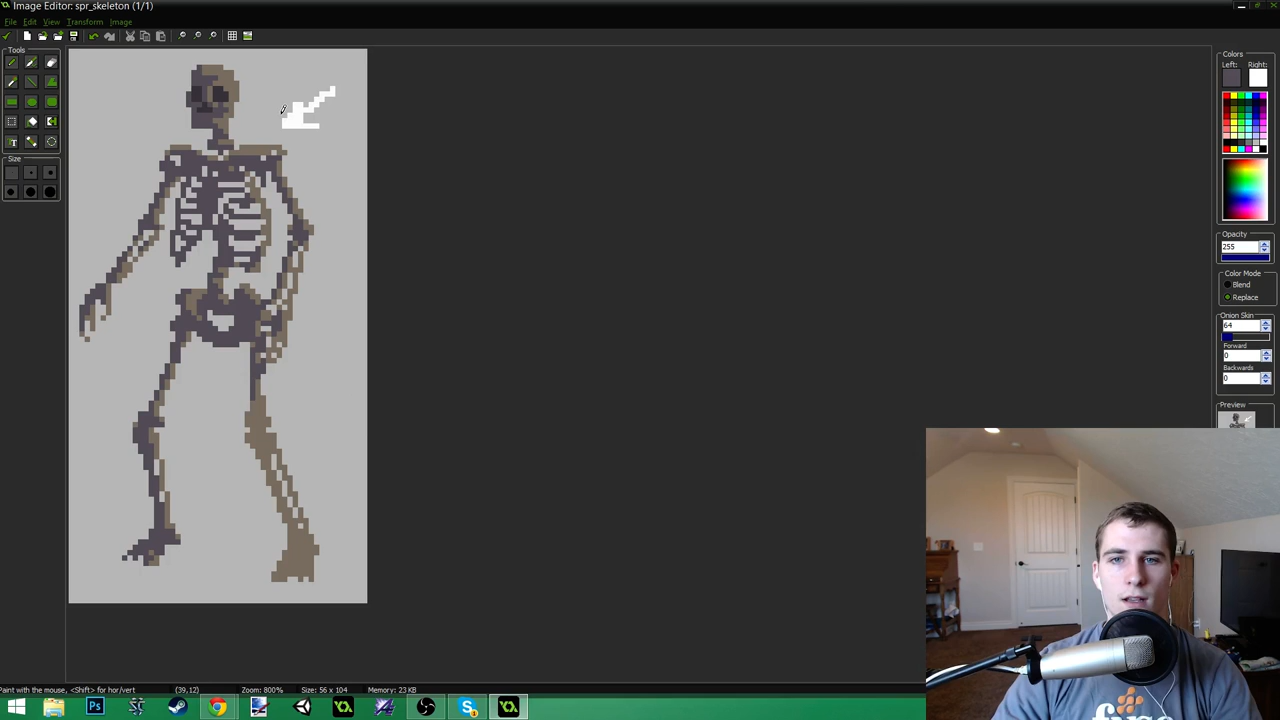 Image Editor: spr_skeleton (1/1)
File Edit View Transform Image
Tools
Size
Colors
Left: Right:
Opacity
255
Color Mode
Blend
Replace
Onion Skin
64
Forward
0
Backwards
0
Preview
Paint with the mouse, <Shift> for hor/vert (39,12) Zoom: 800% Size: 56 x 104 Memory: 23 KB